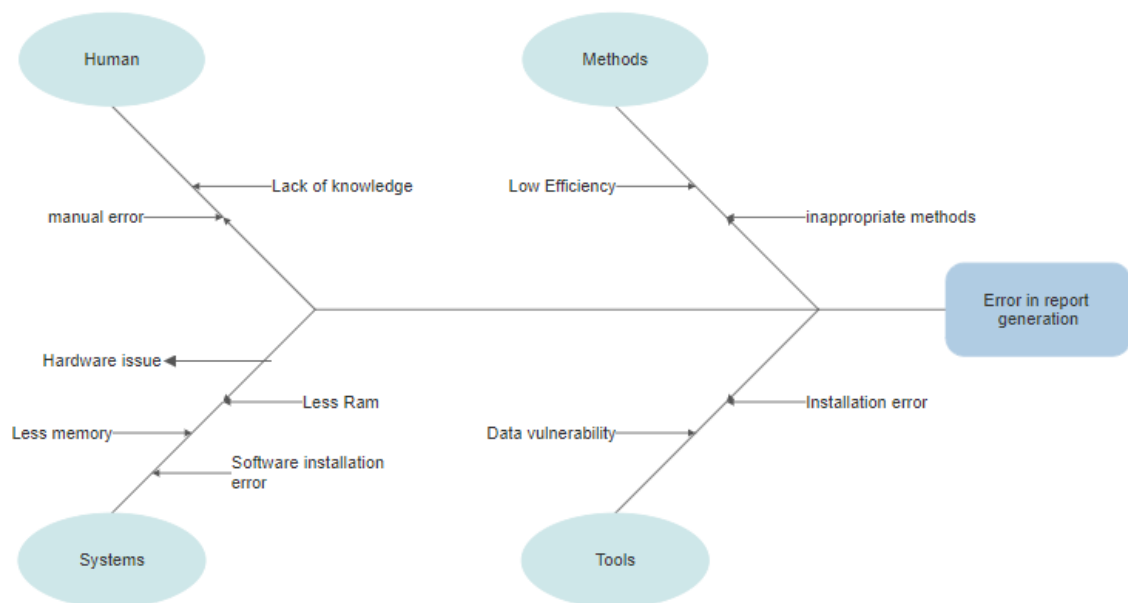 Human
Methods
Lack of knowledge
Low Efficiency
manual error
inappropriate methods
Error in report
generation
Hardware issue
Less Ram
Installation error
Less memory
Data vulnerability
Software installation
error
Systems
Tools